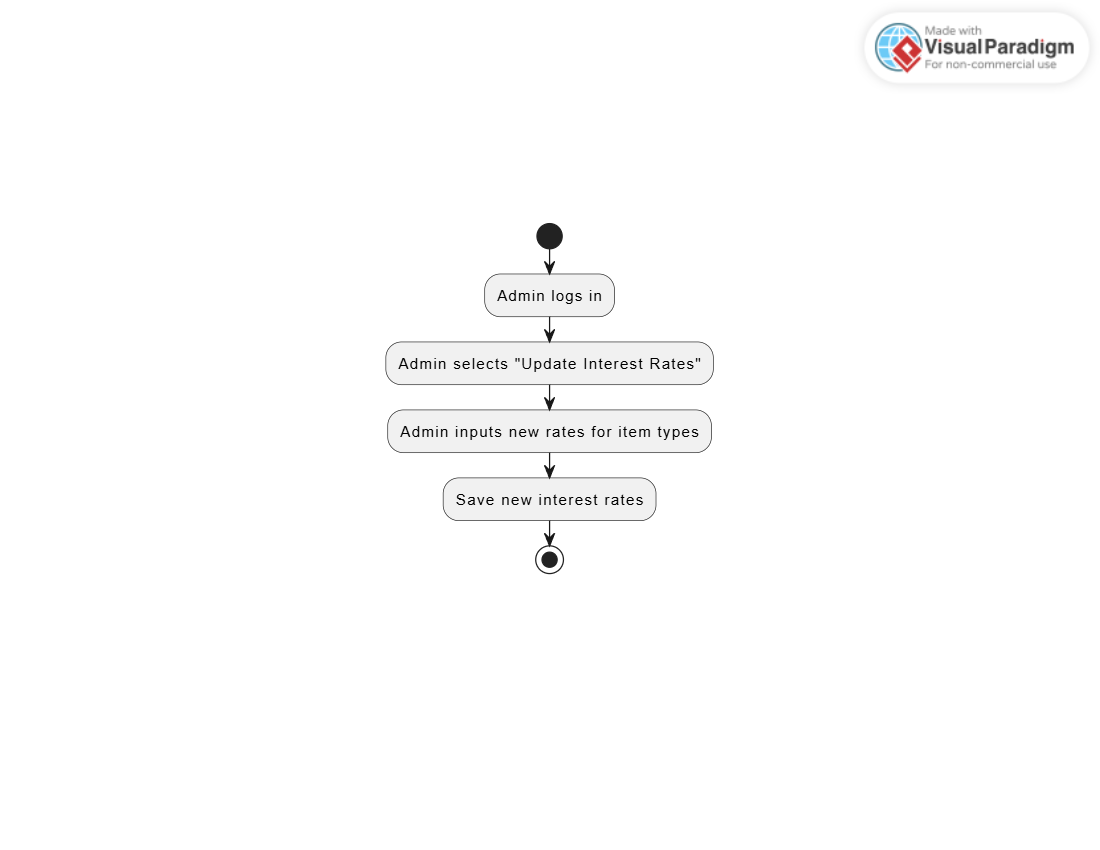 Made with
Visual Paradigm
For non-commercial use
Admin logs in
Admin selects "Update Interest Rates"
Admin inputs new rates for item types
Save new interest rates